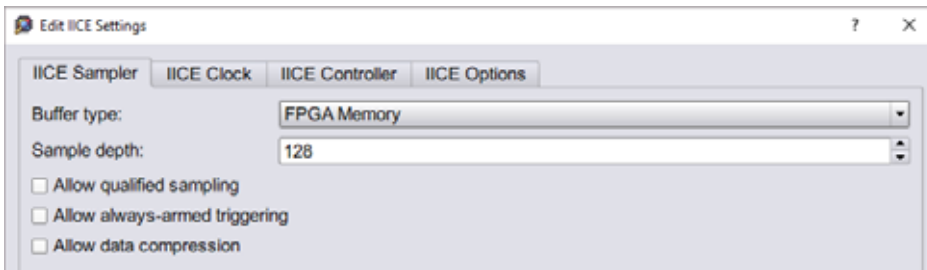 Edit IICE Settings ? ×
IICE Sampler IICE Clock IICE Controller IICE Options
Buffer type: FPGA Memory
Sample depth: 128
Allow qualified sampling
Allow always-armed triggering
Allow data compression